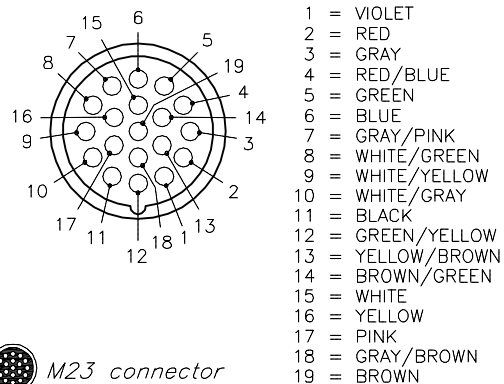 6
15
5
7
19
8
4
16
14
9
3
10
2
17
13
11
1
18
12
1 = VIOLET
2 = RED
3 = GRAY
4 = RED/BLUE
5 = GREEN
6 = BLUE
7 = GRAY/PINK
8 = WHITE/GREEN
9 = WHITE/YELLOW
10 = WHITE/GRAY
11 = BLACK
12 = GREEN/YELLOW
13 = YELLOW/BROWN
14 = BROWN/GREEN
15 = WHITE
16 = YELLOW
17 = PINK
18 = GRAY/BROWN
19 = BROWN
M23 connector